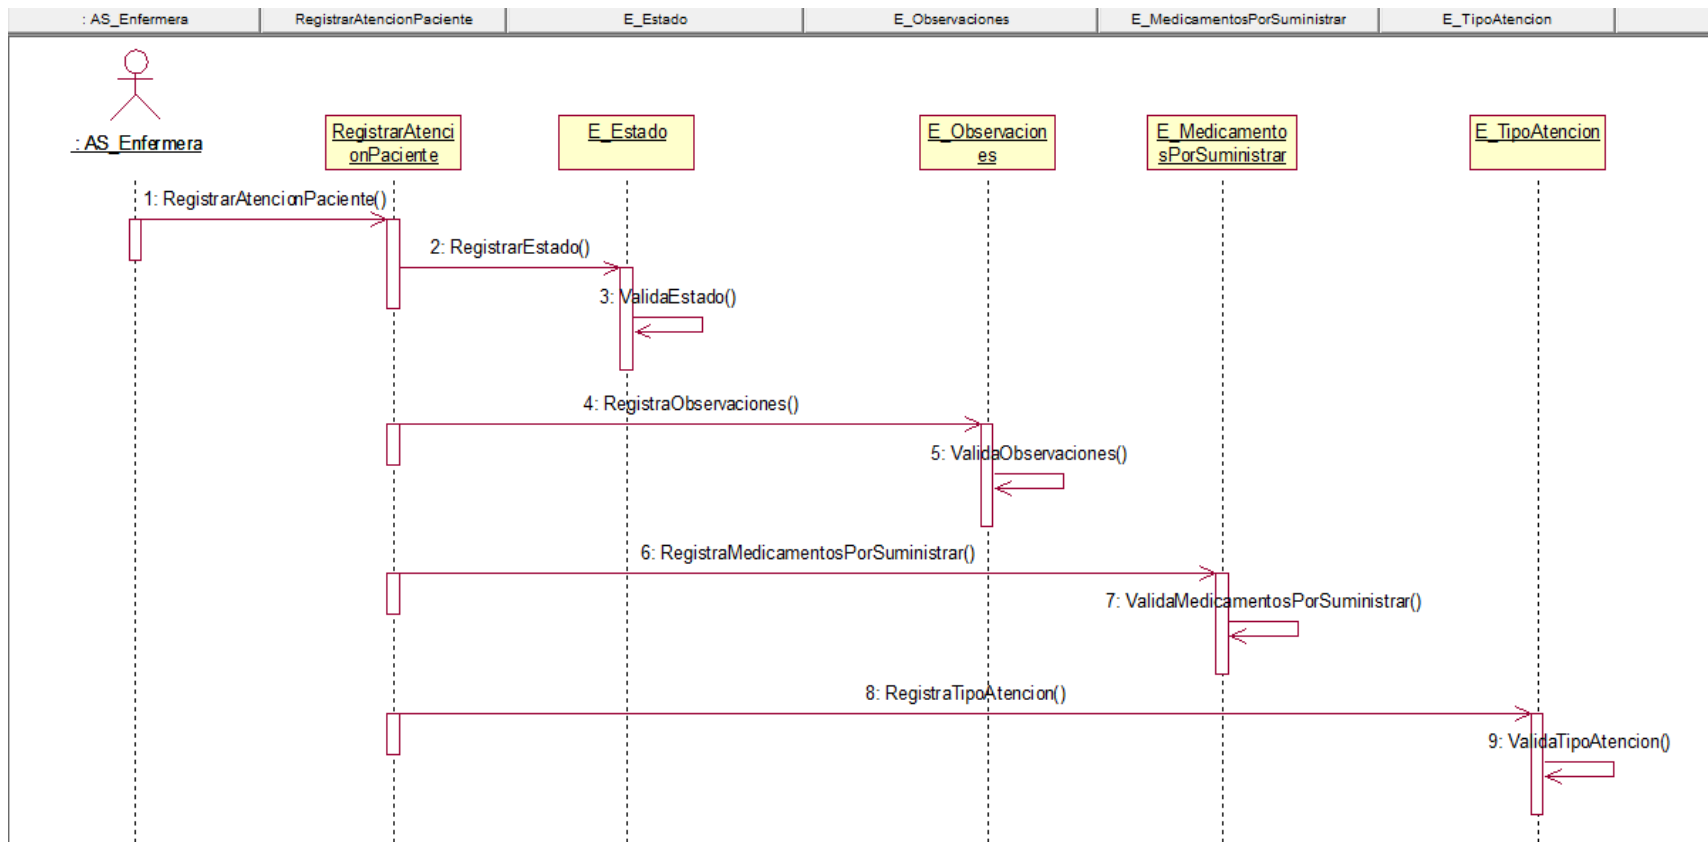 : AS_Enfermera
RegistrarAtencionPaciente
E_Estado
E_Observaciones
E_MedicamentosPorSuministrar
E_TipoAtencion
: AS_Enfermera
RegistrarAtenci
onPaciente
E_Estado
E_Observacion
es
E_Medicamento
sPorSuministrar
E_TipoAtencion
1: RegistrarAtencionPaciente()
2: RegistrarEstado()
3: ValidaEstado()
4: RegistraObservaciones()
5: ValidaObservaciones()
6: RegistraMedicamentosPorSuministrar()
7: ValidaMedicamentosPorSuministrar()
8: RegistraTipoAtencion()
9: ValidaTipoAtencion()